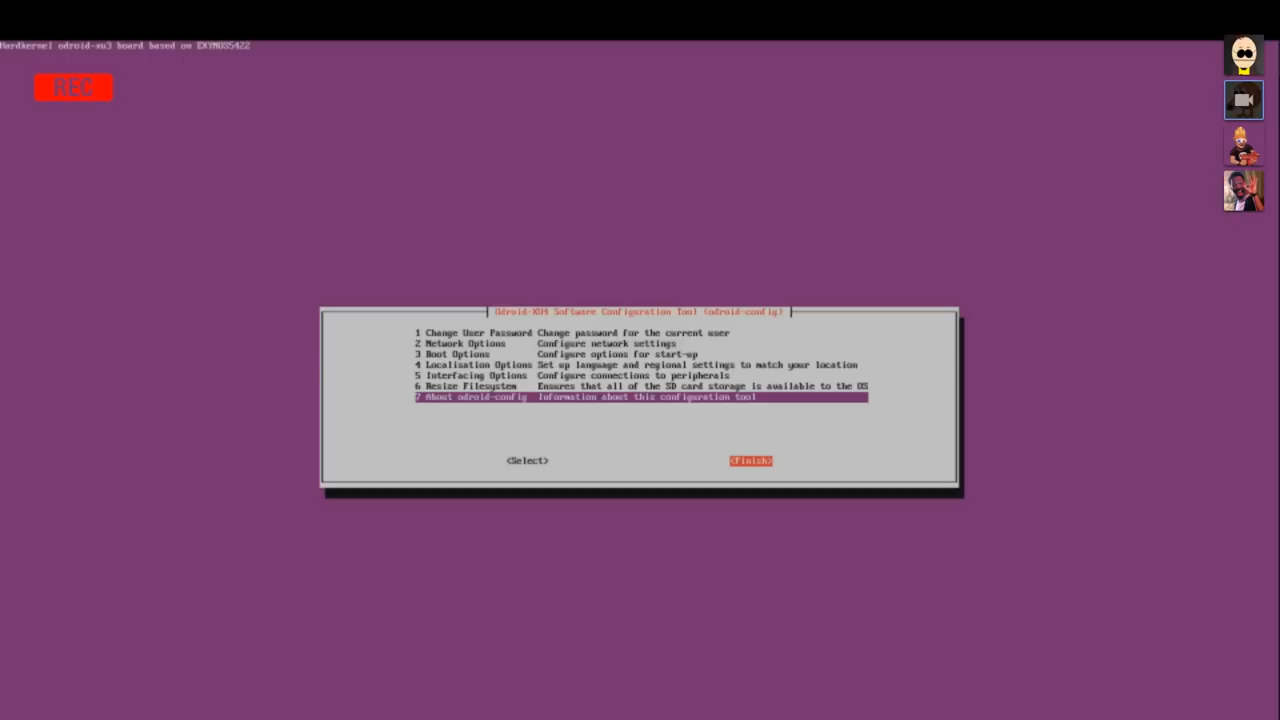 Hardkernel odroid-xu3 board based on EXYNOS5422
REC
Odroid-XU4 Software Configuration Tool (odroid-config)
1 Change User Password Change password for the current user
2 Network Options Configure network settings
3 Boot Options Configure options for start-up
4 Localisation Options Set up language and regional settings to match your location
5 Interfacing Options Configure connections to peripherals
6 Resize Filesystem Ensures that all of the SD card storage is available to the OS
7 About odroid-config Information about this configuration tool
<Select> <Finish>